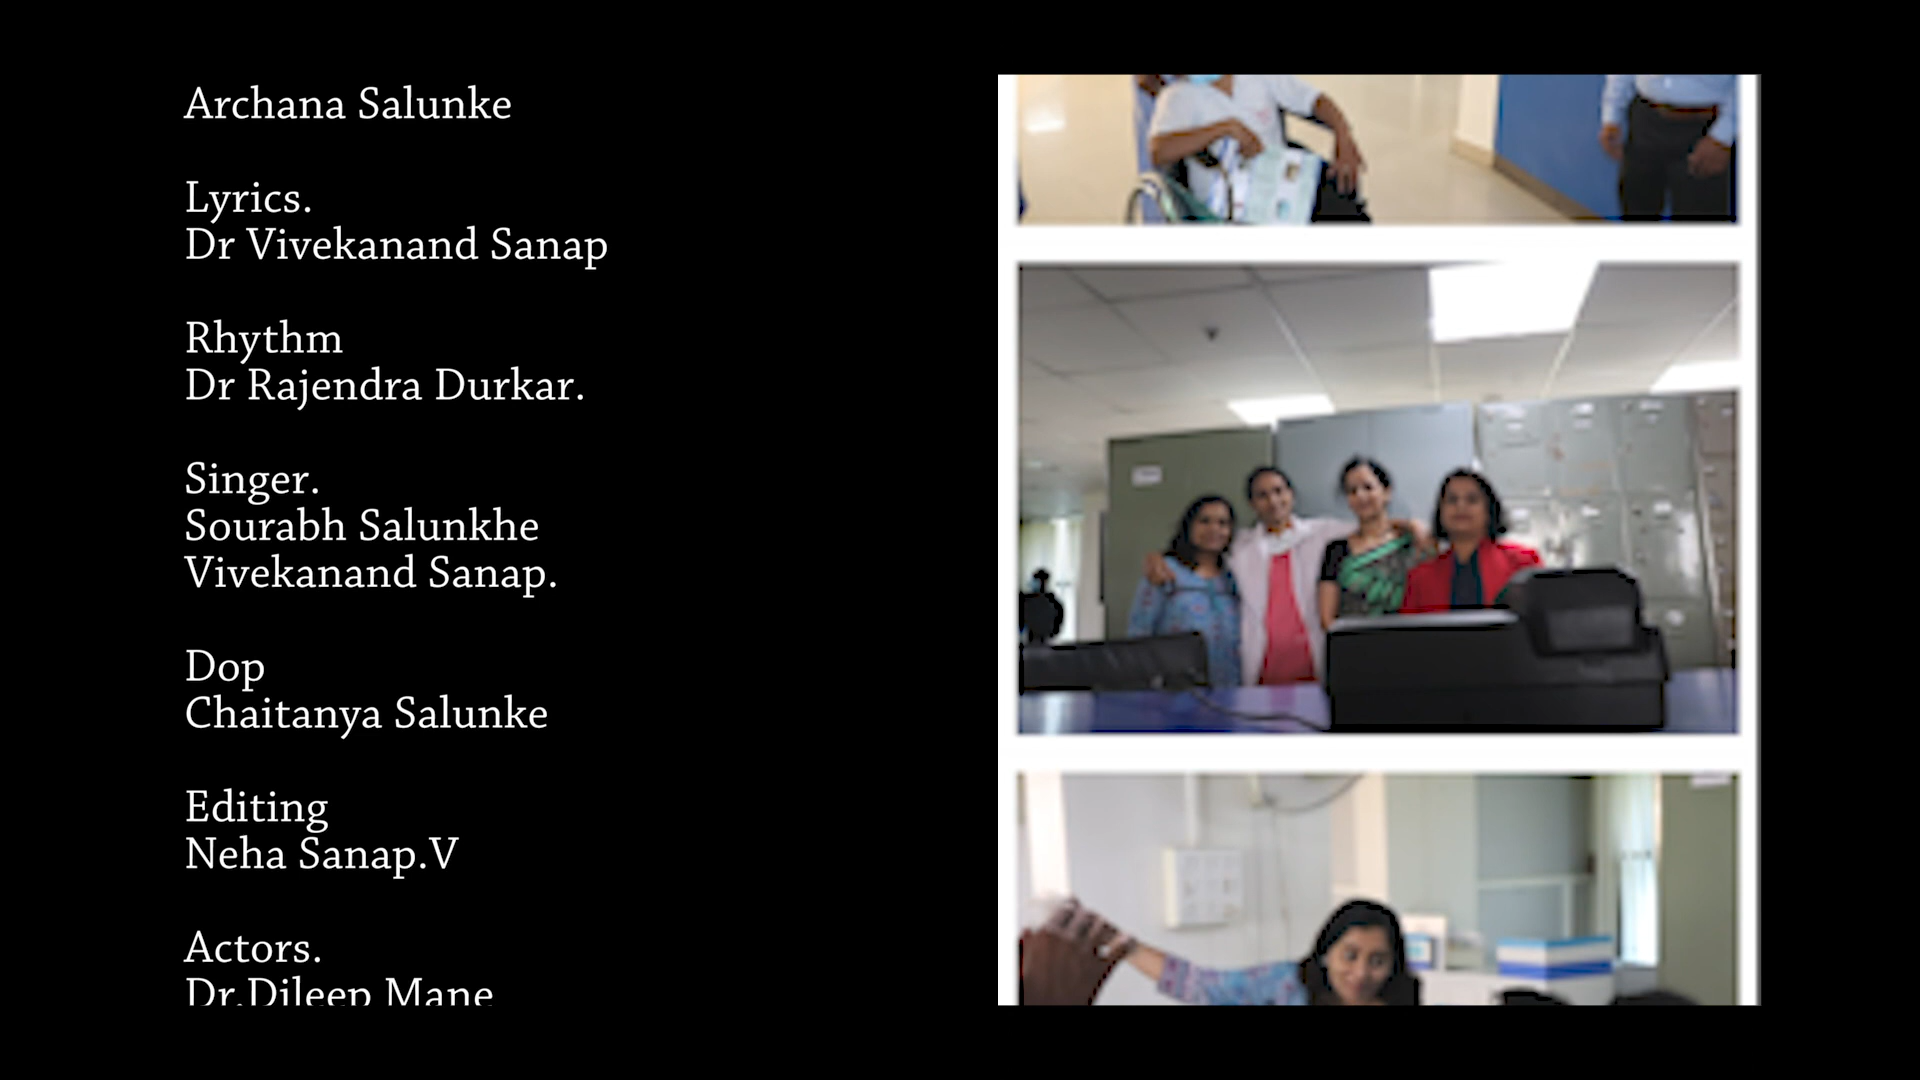 Archana Salunke
Lyrics.
Dr Vivekanand Sanap
Rhythm
Dr Rajendra Durkar.
Singer.
Sourabh Salunkhe
Vivekanand Sanap.
Dop
Chaitanya Salunke
Editing
Neha Sanap.V
Actors.
Dr.Dileep Mane